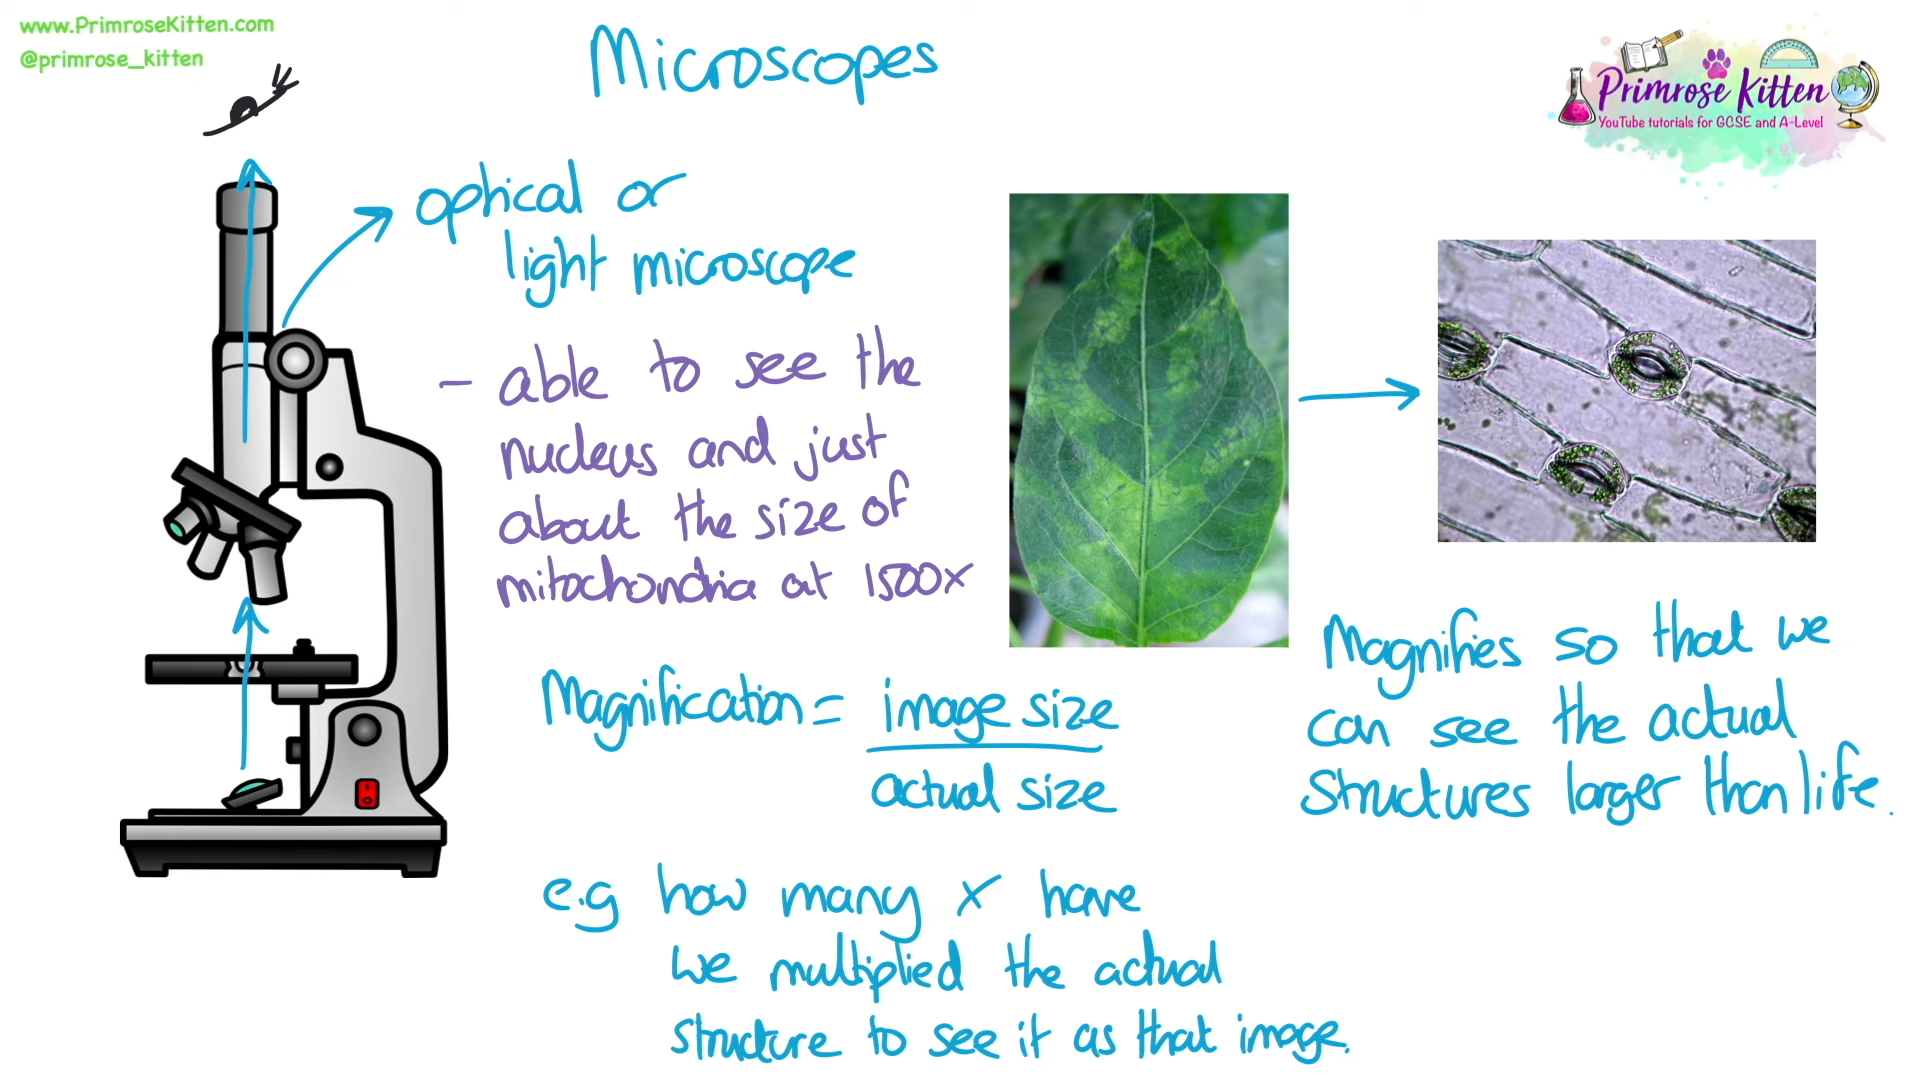 www.PrimroseKitten.com
@primrose_kitten
Microscopes
Primrose Kitten
YouTube tutorials for GCSE and A-Level
optical or
light microscope
- able to see the
nucleus and just
about the size of
mitochondria at 1500x
Magnification = image size
actual size
e.g how many x have
we multiplied the actual
structure to see it as that image.
Magnifies so that we
can see the actual
structures larger than life.